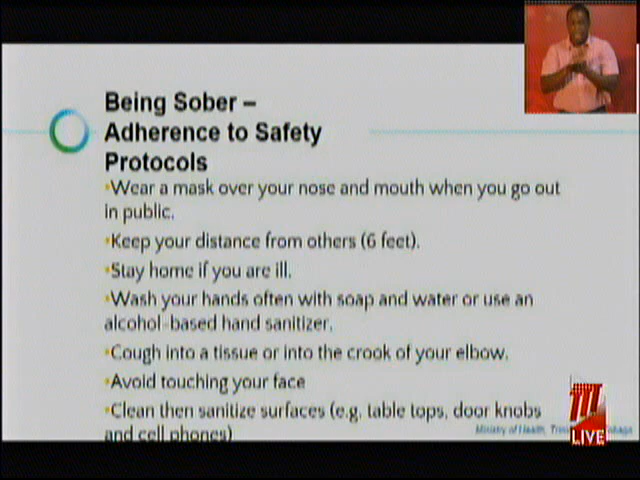 Being Sober –
Adherence to Safety
Protocols
•Wear a mask over your nose and mouth when you go out
in public.
•Keep your distance from others (6 feet).
•Stay home if you are ill.
•Wash your hands often with soap and water or use an
alcohol-based hand sanitizer.
•Cough into a tissue or into the crook of your elbow.
•Avoid touching your face
•Clean then sanitize surfaces (e.g. table tops, door knobs
and cell phones)
Ministry of Health,
LIVE